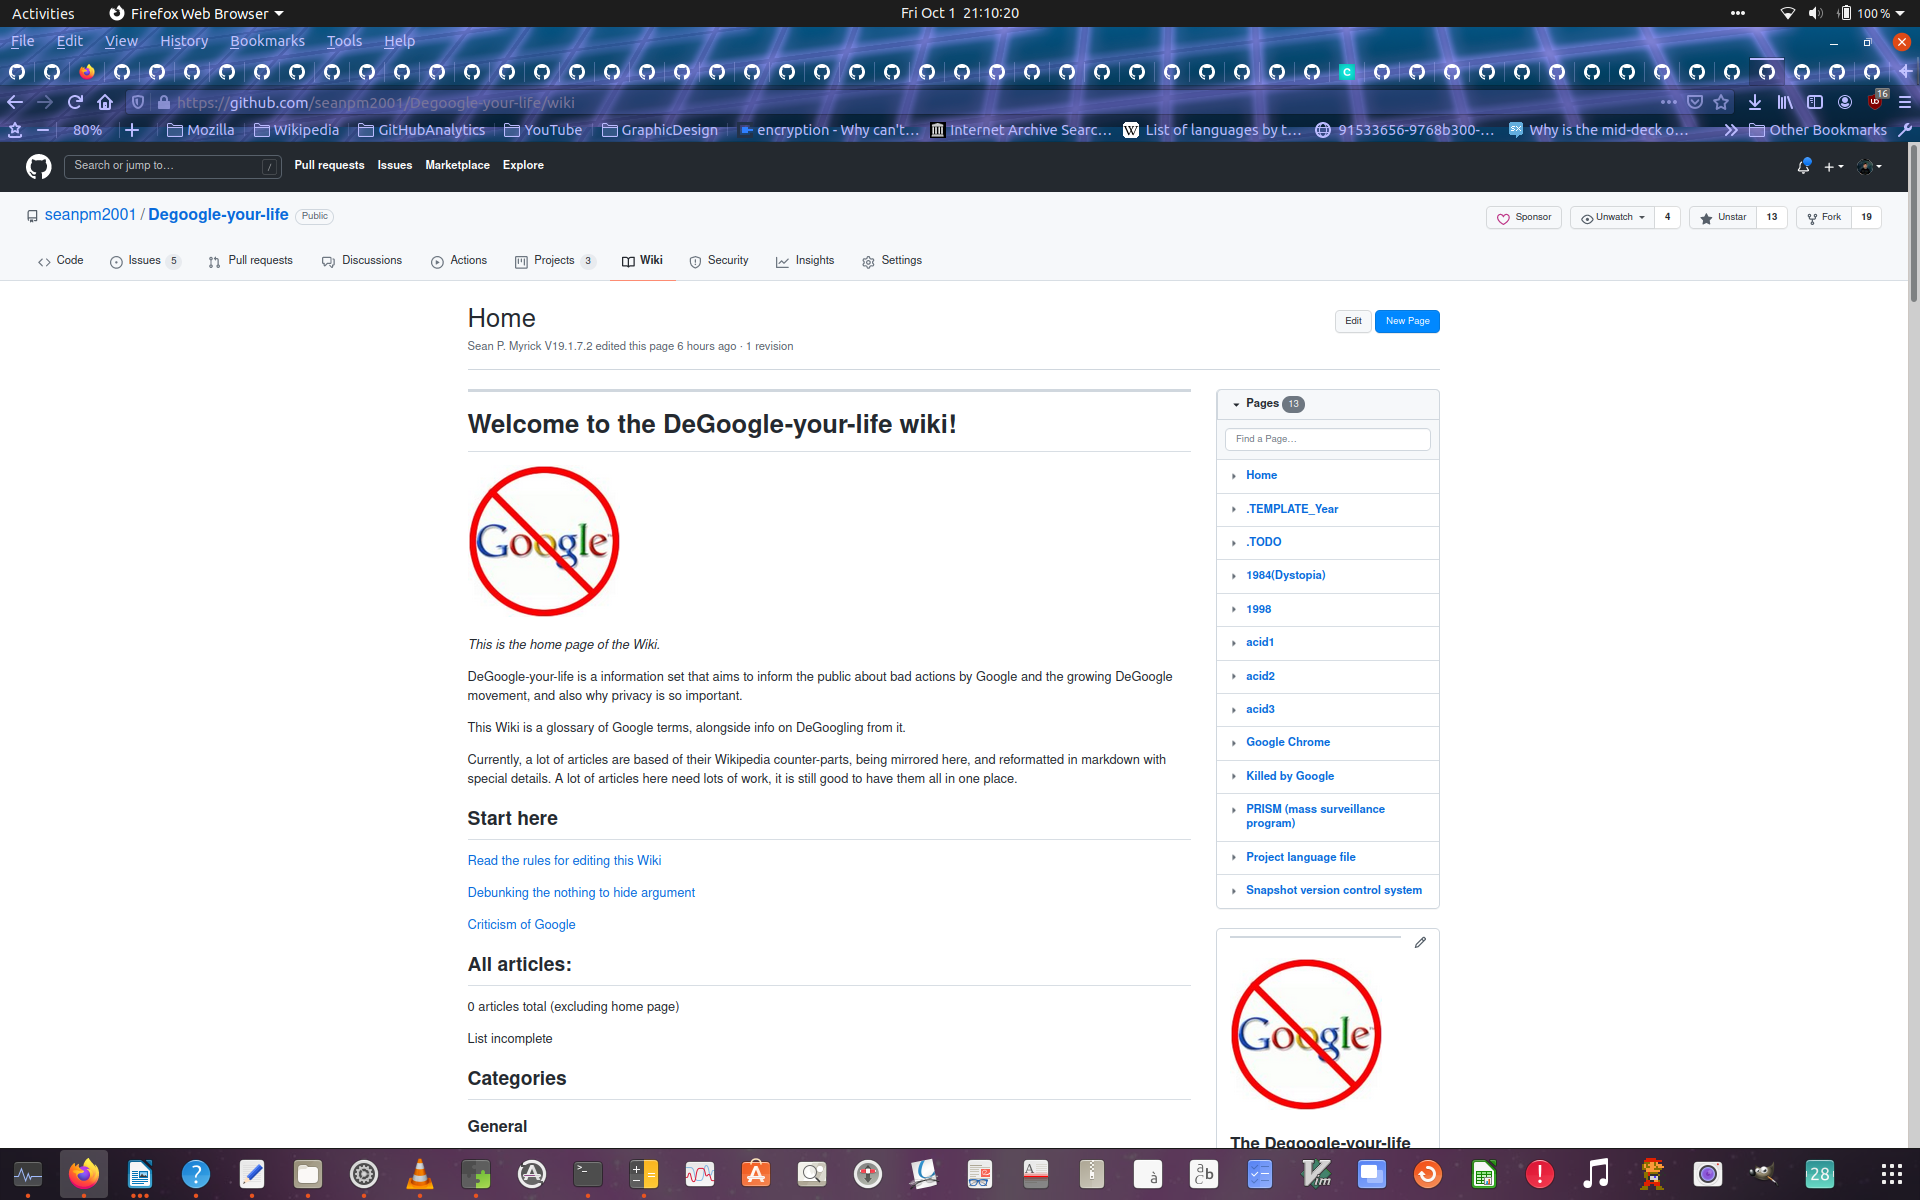 Activities
Firefox Web Browser
Fri Oct 1 21:10:20
100 %
File Edit View History Bookmarks Tools Help
https://github.com/seanpm2001/Degoogle-your-life/wiki
16
80%
Mozilla
Wikipedia
GitHubAnalytics
YouTube
GraphicDesign
encryption - Why can't…
Internet Archive Searc…
List of languages by t…
91533656-9768b300-…
Why is the mid-deck o…
Other Bookmarks
Search or jump to…
/
Pull requests Issues Marketplace Explore
seanpm2001 / Degoogle-your-life Public
Sponsor
Unwatch 4
Unstar 13
Fork 19
Code
Issues 5
Pull requests
Discussions
Actions
Projects 3
Wiki
Security
Insights
Settings
Home
Edit
New Page
Sean P. Myrick V19.1.7.2 edited this page 6 hours ago · 1 revision
Welcome to the DeGoogle-your-life wiki!
Google™
This is the home page of the Wiki.
DeGoogle-your-life is a information set that aims to inform the public about bad actions by Google and the growing DeGoogle
movement, and also why privacy is so important.
This Wiki is a glossary of Google terms, alongside info on DeGoogling from it.
Currently, a lot of articles are based of their Wikipedia counter-parts, being mirrored here, and reformatted in markdown with
special details. A lot of articles here need lots of work, it is still good to have them all in one place.
Start here
Read the rules for editing this Wiki
Debunking the nothing to hide argument
Criticism of Google
All articles:
0 articles total (excluding home page)
List incomplete
Categories
General
Pages 13
Find a Page…
Home
.TEMPLATE_Year
.TODO
1984(Dystopia)
1998
acid1
acid2
acid3
Google Chrome
Killed by Google
PRISM (mass surveillance
program)
Project language file
Snapshot version control system
Google™
The Degoogle-your-life
28